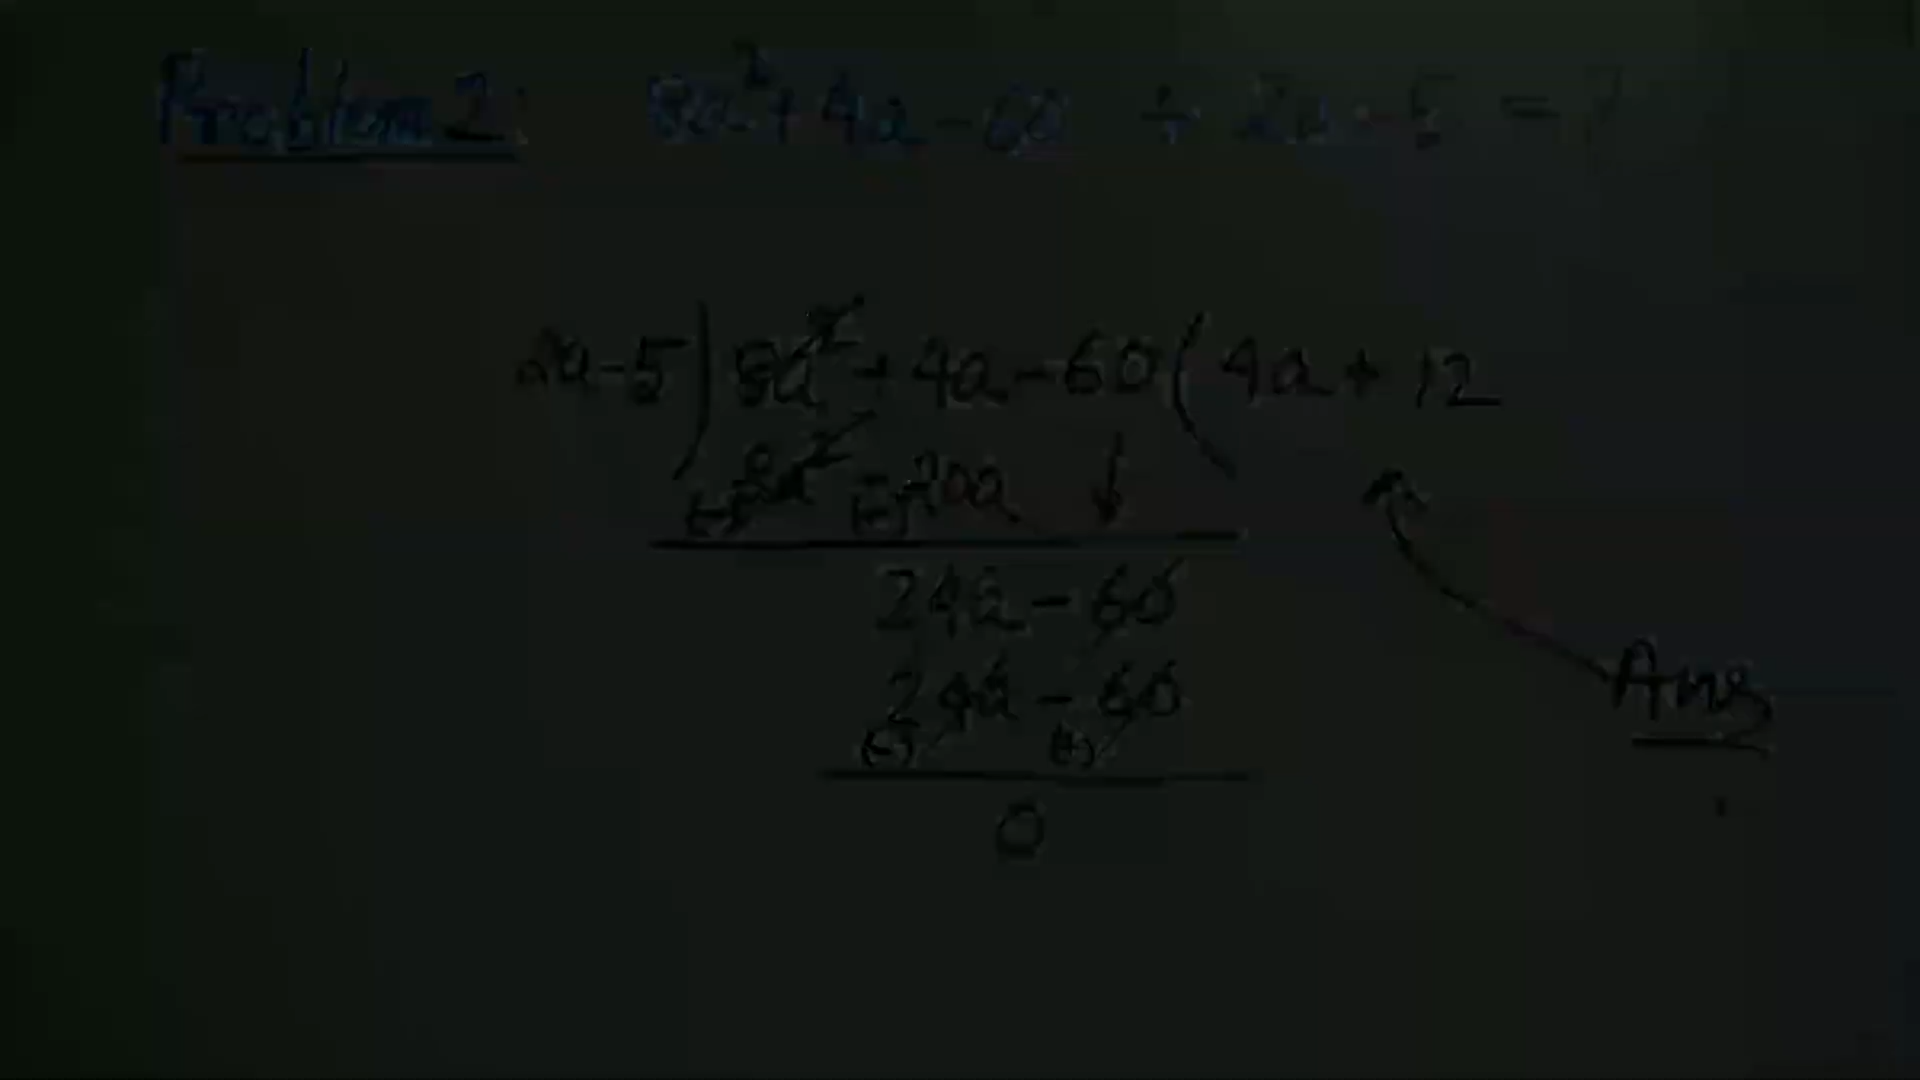 Problem 2: 8a²+4a-60 ÷ 2a-5 = ?
2a-5) 8a²+4a-60 (4a+12
(-)8a² (+)-20a ↓
24a-60
24a-60
(-) (+)
0
Ans